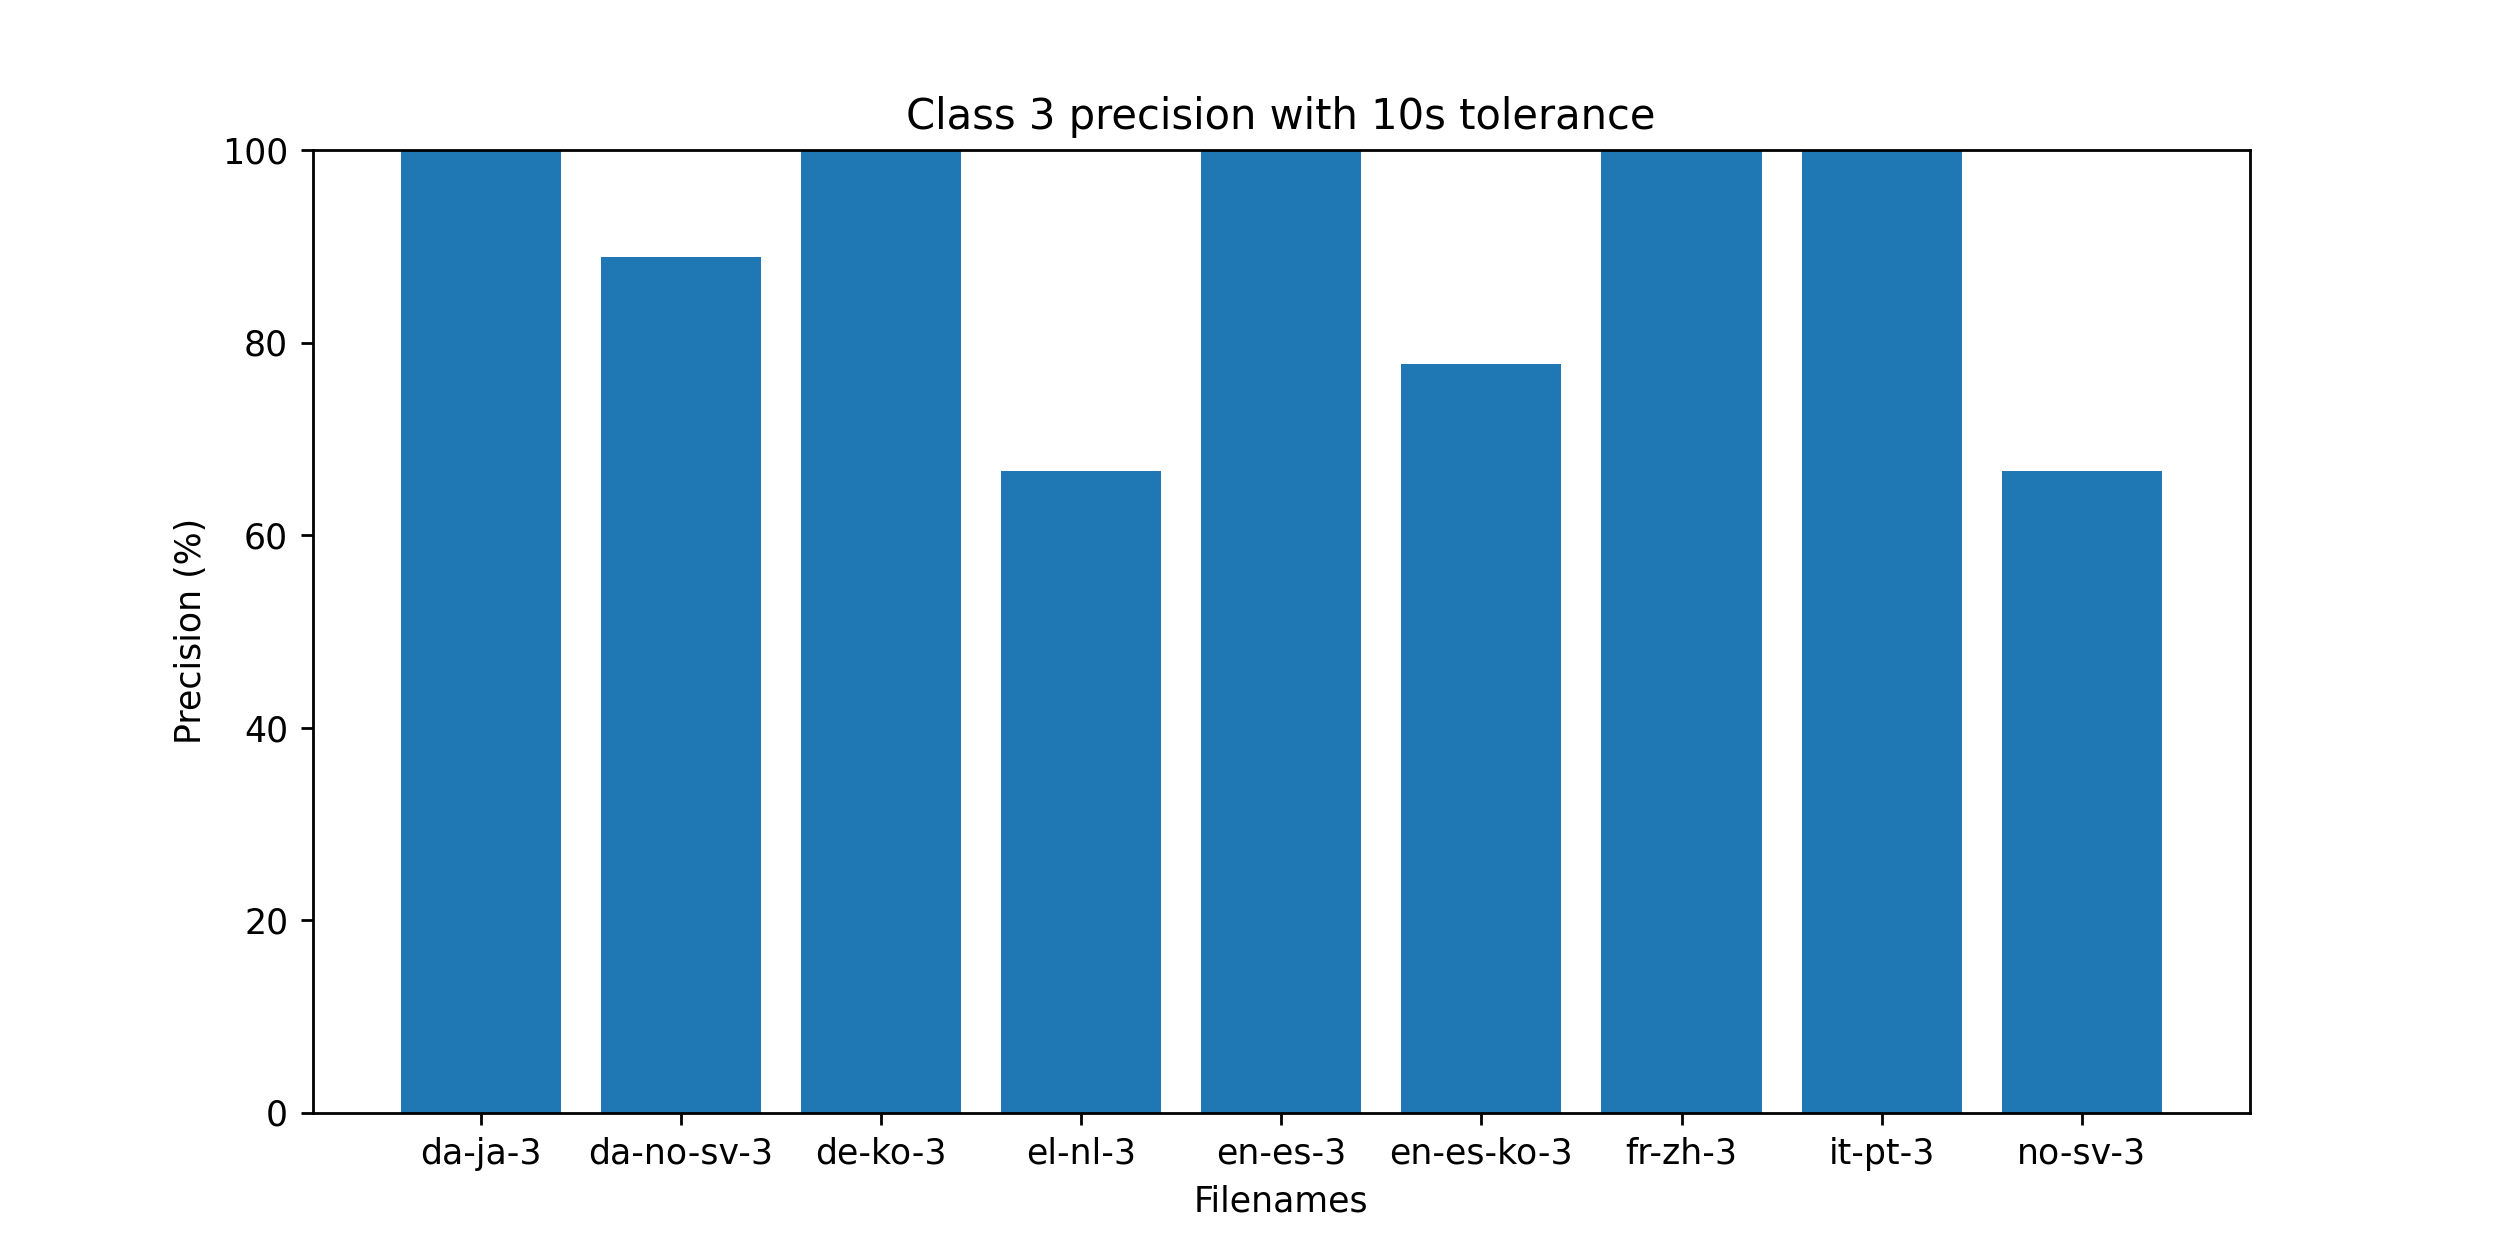 Class 3 precision with 10s tolerance
100
80
60
40
20
0
Precision (%)
da-ja-3 da-no-sv-3 de-ko-3 el-nl-3 en-es-3 en-es-ko-3 fr-zh-3 it-pt-3 no-sv-3
Filenames